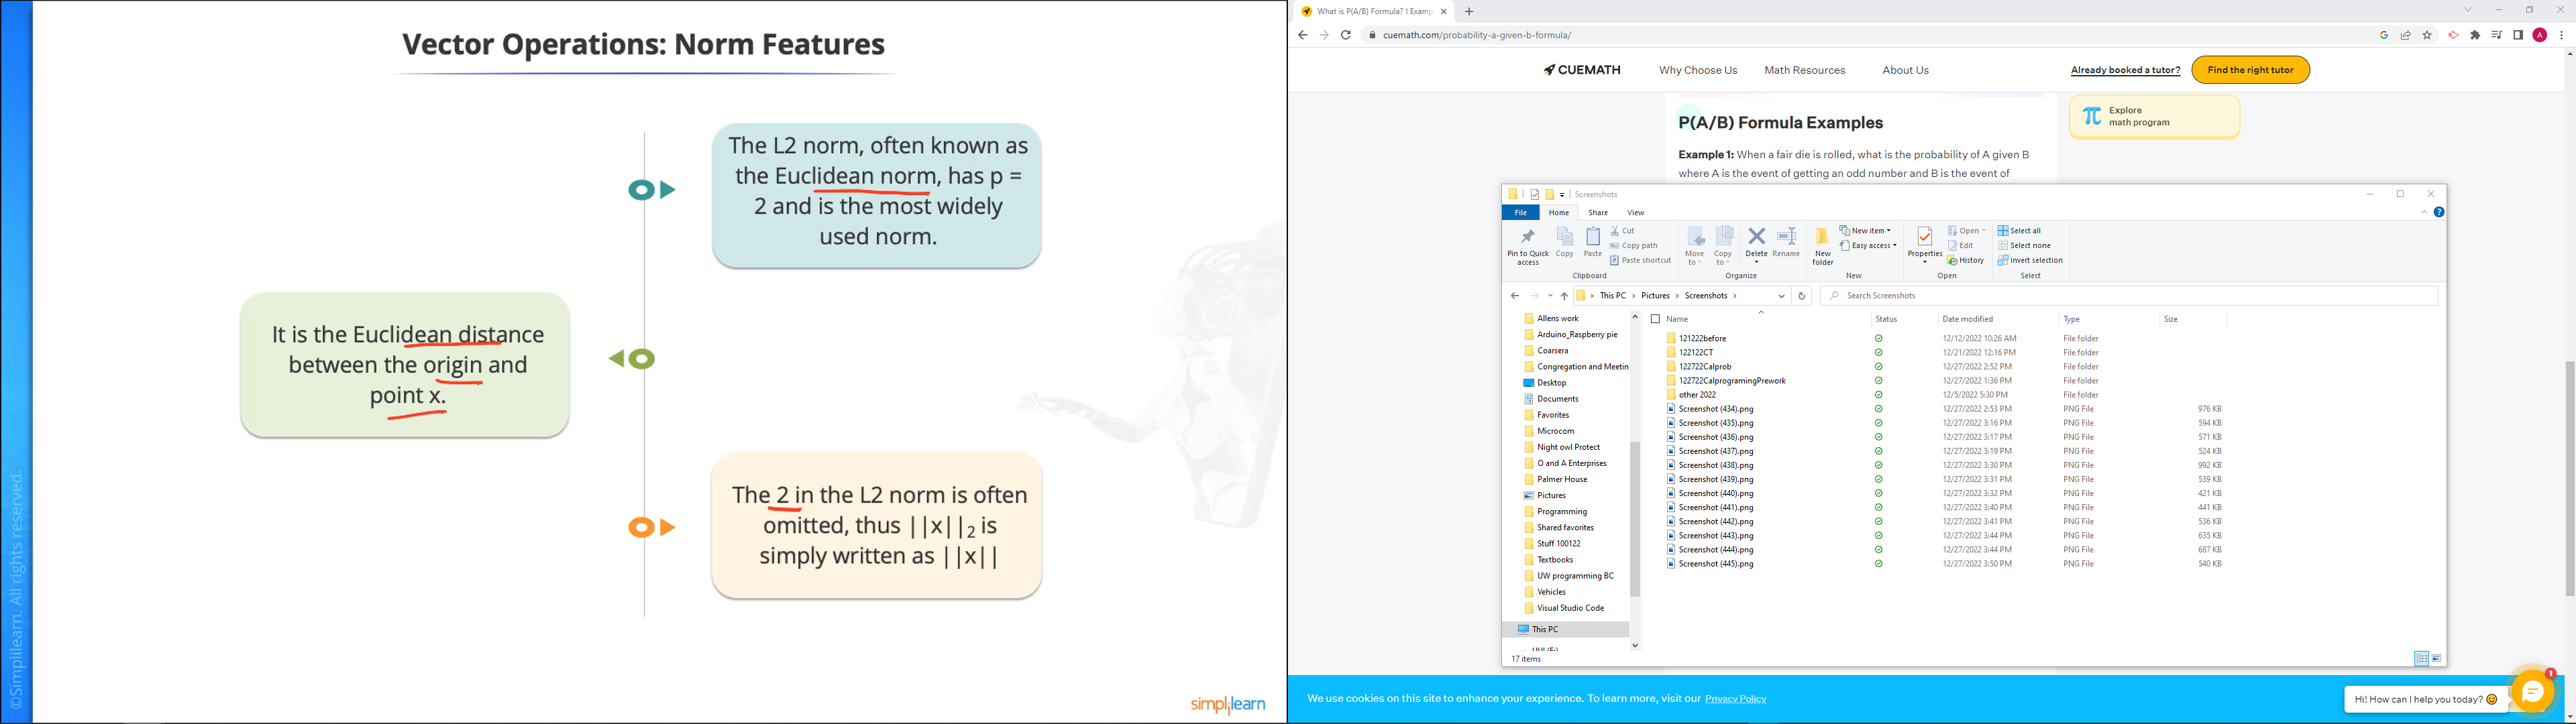 Vector Operations: Norm Features
The L2 norm, often known as
the Euclidean norm, has p =
2 and is the most widely
used norm.
It is the Euclidean distance
between the origin and
point x.
The 2 in the L2 norm is often
omitted, thus ||x||₂ is
simply written as ||x||
©Simplilearn. All rights reserved.
simplilearn
What is P(A/B) Formula? | Examp
cuemath.com/probability-a-given-b-formula/
A
CUEMATH
Why Choose Us
Math Resources
About Us
Already booked a tutor?
Find the right tutor
P(A/B) Formula Examples
Example 1: When a fair die is rolled, what is the probability of A given B
where A is the event of getting an odd number and B is the event of
Explore
math program
Screenshots
File Home Share View
Pin to Quick
access
Copy
Paste
Cut
Copy path
Paste shortcut
Clipboard
Move
to
Copy
to
Delete
Rename
Organize
New
folder
New item
Easy access
New
Properties
Open
Edit
History
Open
Select all
Select none
Invert selection
Select
This PC > Pictures > Screenshots >
Search Screenshots
Allens work
Arduino_Raspberry pie
Coarsera
Congregation and Meetin
Desktop
Documents
Favorites
Microcom
Night owl Protect
O and A Enterprises
Palmer House
Pictures
Programming
Shared favorites
Stuff 100122
Textbooks
UW programming BC
Vehicles
Visual Studio Code
This PC
Name Status Date modified Type Size
121222before 12/12/2022 10:26 AM File folder
122122CT 12/21/2022 12:16 PM File folder
122722Calprob 12/27/2022 2:52 PM File folder
122722CalprogramingPrework 12/27/2022 1:36 PM File folder
other 2022 12/5/2022 5:30 PM File folder
Screenshot (434).png 12/27/2022 2:53 PM PNG File 976 KB
Screenshot (435).png 12/27/2022 3:16 PM PNG File 594 KB
Screenshot (436).png 12/27/2022 3:17 PM PNG File 571 KB
Screenshot (437).png 12/27/2022 3:19 PM PNG File 524 KB
Screenshot (438).png 12/27/2022 3:30 PM PNG File 992 KB
Screenshot (439).png 12/27/2022 3:31 PM PNG File 539 KB
Screenshot (440).png 12/27/2022 3:32 PM PNG File 421 KB
Screenshot (441).png 12/27/2022 3:40 PM PNG File 441 KB
Screenshot (442).png 12/27/2022 3:41 PM PNG File 536 KB
Screenshot (443).png 12/27/2022 3:44 PM PNG File 635 KB
Screenshot (444).png 12/27/2022 3:44 PM PNG File 687 KB
Screenshot (445).png 12/27/2022 3:50 PM PNG File 540 KB
17 items
We use cookies on this site to enhance your experience. To learn more, visit our Privacy Policy
Hi! How can I help you today? 😊
1